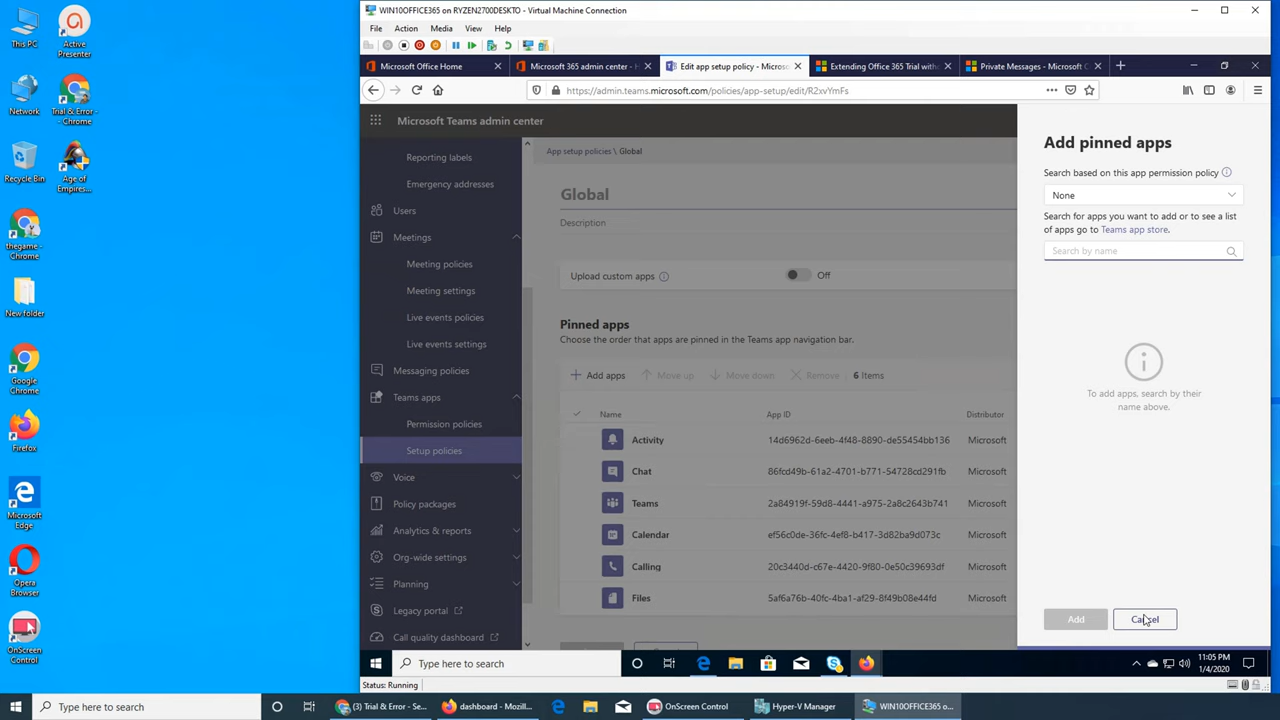 This PC
Active
Presenter
Network
Trial & Error
- Chrome
Recycle Bin
Age of
Empires...
thegame -
Chrome
New folder
Google
Chrome
Firefox
Microsoft
Edge
Opera
Browser
OnScreen
Control
WIN10OFFICE365 on RYZEN2700DESKTO - Virtual Machine Connection
File Action Media View Help
Microsoft Office Home
Microsoft 365 admin center - H
Edit app setup policy - Microso
Extending Office 365 Trial with
Private Messages - Microsoft C
https://admin.teams.microsoft.com/policies/app-setup/edit/R2xvYmFs
Microsoft Teams admin center
Reporting labels
Emergency addresses
Users
Meetings
Meeting policies
Meeting settings
Live events policies
Live events settings
Messaging policies
Teams apps
Permission policies
Setup policies
Voice
Policy packages
Analytics & reports
Org-wide settings
Planning
Legacy portal
Call quality dashboard
App setup policies \ Global
Global
Description
Upload custom apps Off
Pinned apps
Choose the order that apps are pinned in the Teams app navigation bar.
Add apps Move up Move down Remove 6 items
Name App ID Distributor
Activity 14d6962d-6eeb-4f48-8890-de55454bb136 Microsoft
Chat 86fcd49b-61a2-4701-b771-54728cd291fb Microsoft
Teams 2a84919f-59d8-4441-a975-2a8c2643b741 Microsoft
Calendar ef56c0de-36fc-4ef8-b417-3d82ba9d073c Microsoft
Calling 20c3440d-c67e-4420-9f80-0e50c39693df Microsoft
Files 5af6a76b-40fc-4ba1-af29-8f49b08e44fd Microsoft
Add pinned apps
Search based on this app permission policy
None
Search for apps you want to add or to see a list
of apps go to Teams app store.
Search by name
To add apps, search by their
name above.
Add Cancel
Type here to search
11:05 PM
1/4/2020
Status: Running
Type here to search
(3) Trial & Error - Se...
dashboard - Mozill...
OnScreen Control
Hyper-V Manager
WIN10OFFICE365 o...